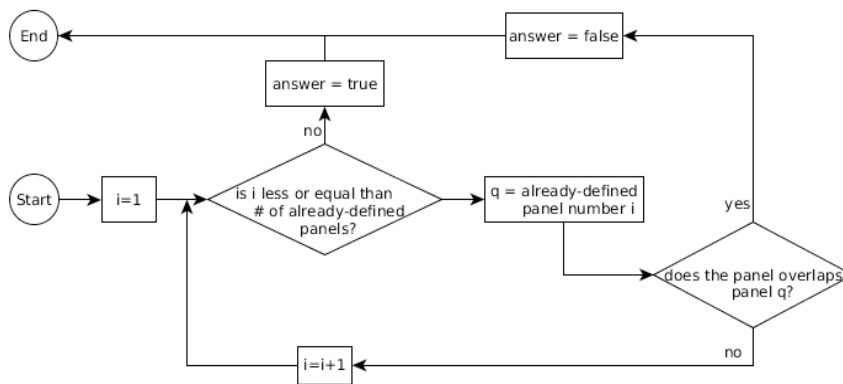 End
answer = false
answer = true
no
Start
i=1
is i less or equal than
# of already-defined
panels?
q = already-defined
panel number i
yes
does the panel overlaps
panel q?
no
i=i+1